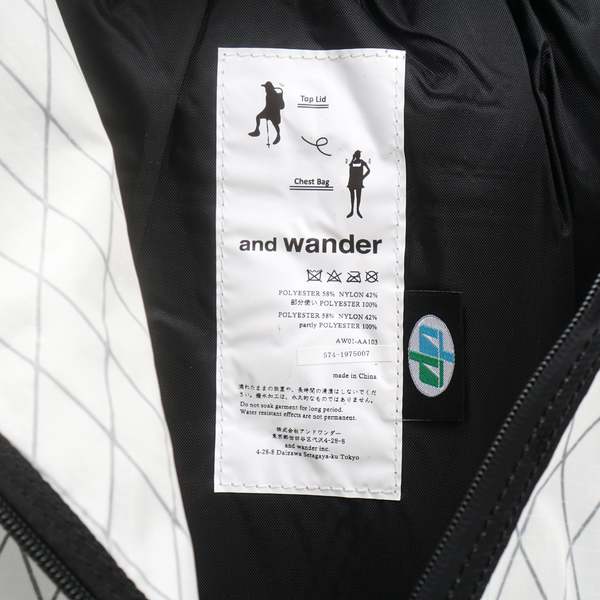 Top Lid
Chest Bag
and wander
POLYESTER 58% NYLON 42%
部分使い POLYESTER 100%
POLYESTER 58% NYLON 42%
partly POLYESTER 100%
AW01-AA103
574-1975007
made in China
濡れたままの放置や、長時間の浸漬はしないでくだ
さい。撥水加工は、永久的なものではありません。
Do not soak garment for long period.
Water resistant effects are not permanent.
株式会社アンドワンダー
東京都世田谷区代沢4-28-8
and wander inc.
4-28-8 Daizawa Setagaya-ku Tokyo